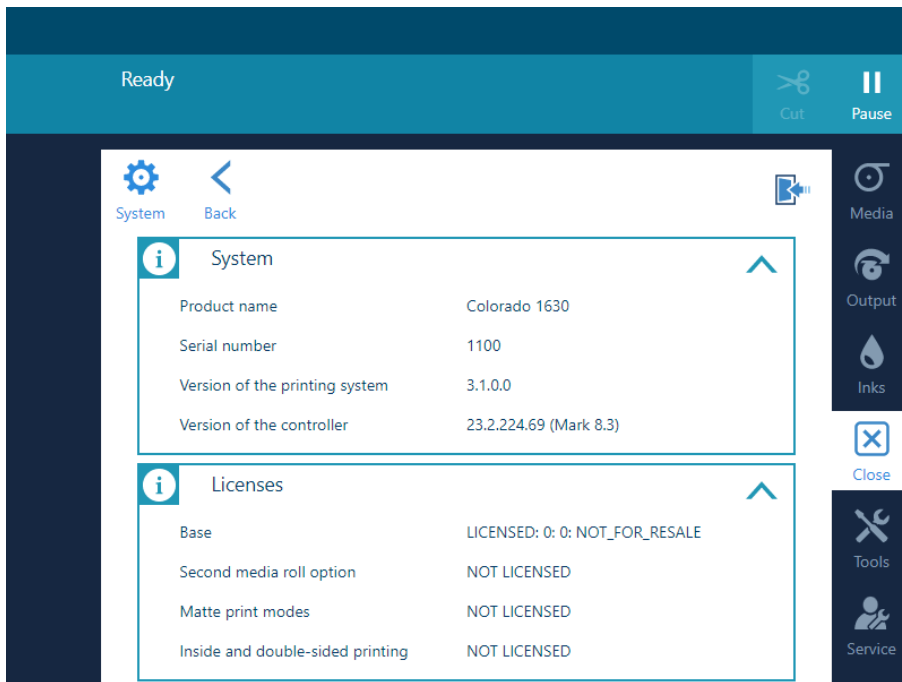 Ready
Cut
Pause
System
Back
Media
System
Product name Colorado 1630
Output
Serial number 1100
Version of the printing system 3.1.0.0
Inks
Version of the controller 23.2.224.69 (Mark 8.3)
Close
Licenses
Base LICENSED: 0: 0: NOT_FOR_RESALE
Second media roll option NOT LICENSED
Tools
Matte print modes NOT LICENSED
Inside and double-sided printing NOT LICENSED
Service